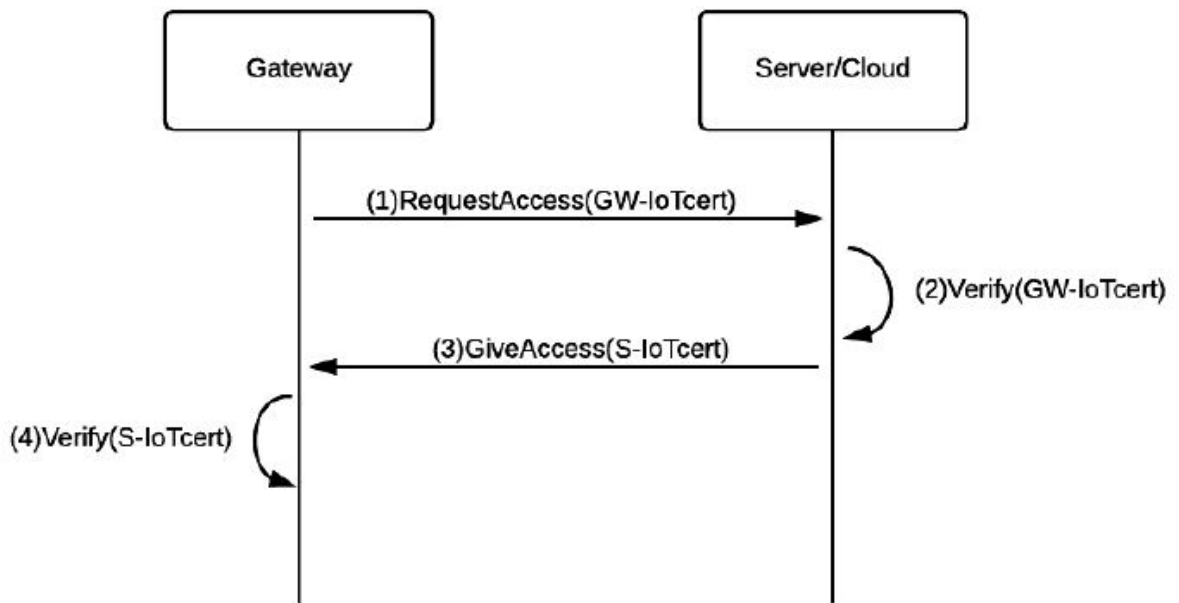 Gateway
Server/Cloud
(1)RequestAccess(GW-IoTcert)
(2)Verify(GW-IoTcert)
(3)GiveAccess(S-IoTcert)
(4)Verify(S-IoTcert)